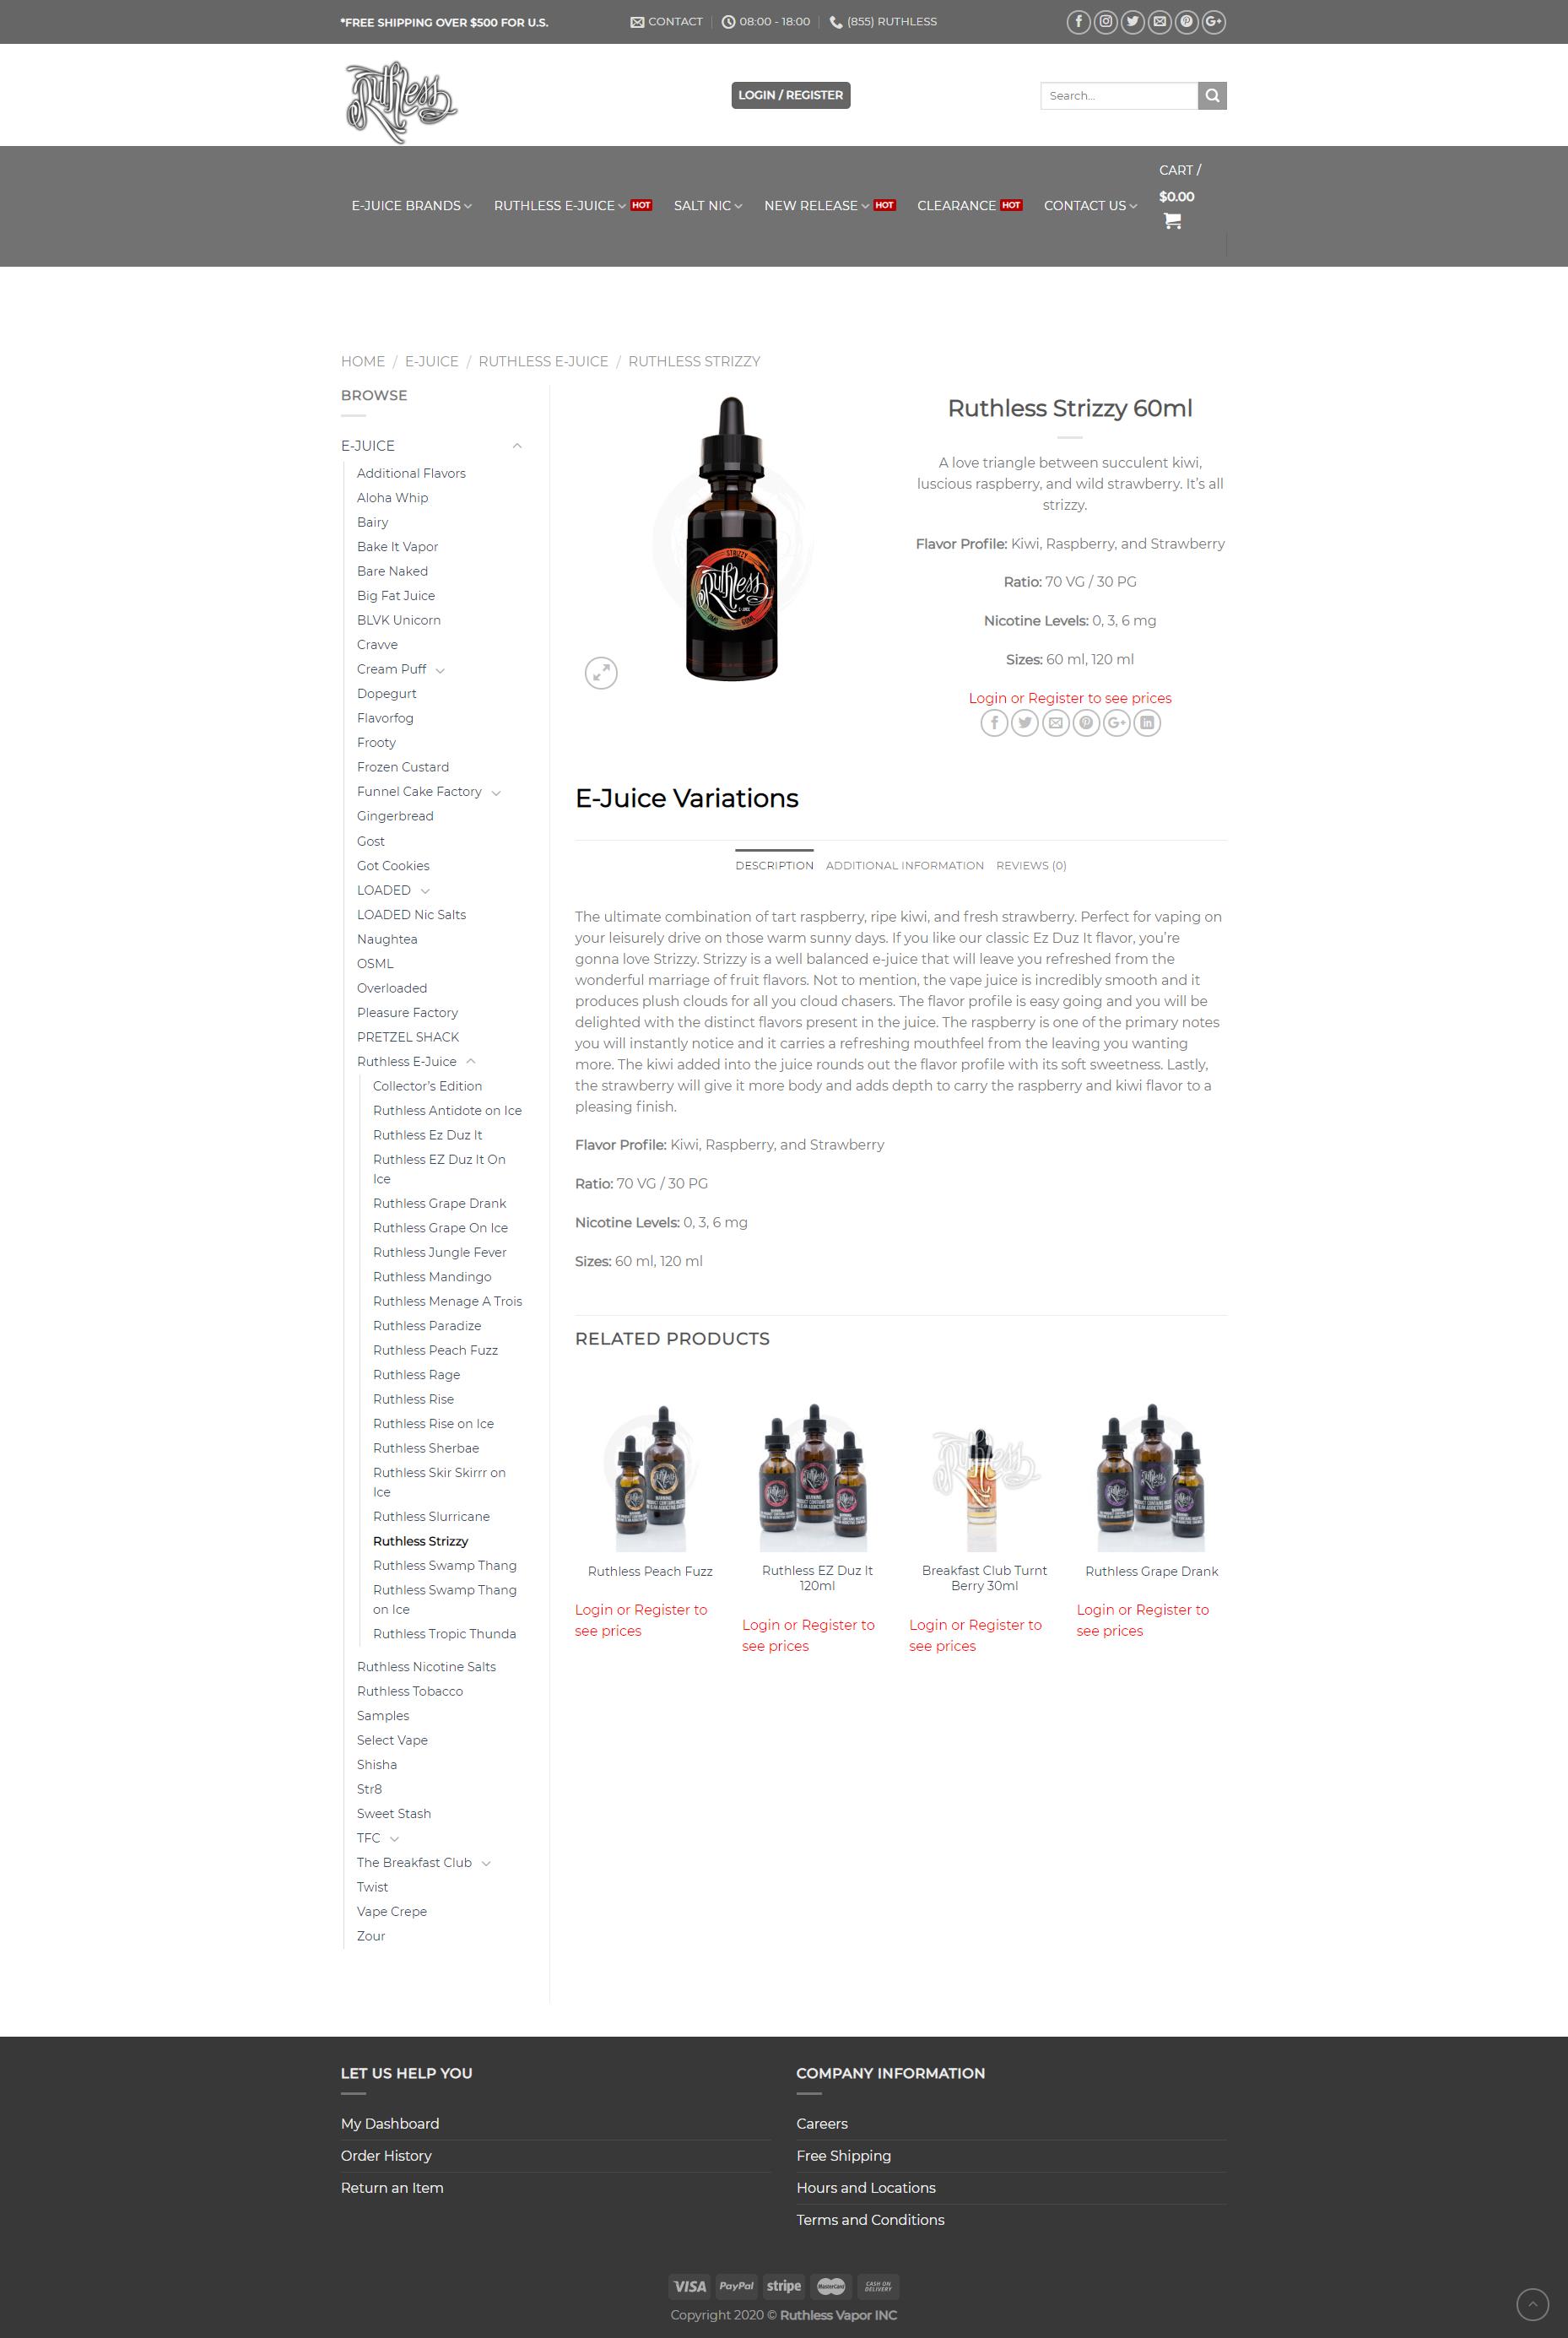 *FREE SHIPPING OVER $500 FOR U.S.
CONTACT
08:00 - 18:00
(855) RUTHLESS
Ruthless
LOGIN / REGISTER
Search...
E-JUICE BRANDS
RUTHLESS E-JUICE HOT
SALT NIC
NEW RELEASE HOT
CLEARANCE HOT
CONTACT US
CART /
$0.00
HOME / E-JUICE / RUTHLESS E-JUICE / RUTHLESS STRIZZY
BROWSE
E-JUICE
Additional Flavors
Aloha Whip
Bairy
Bake It Vapor
Bare Naked
Big Fat Juice
BLVK Unicorn
Cravve
Cream Puff
Dopegurt
Flavorfog
Frooty
Frozen Custard
Funnel Cake Factory
Gingerbread
Gost
Got Cookies
LOADED
LOADED Nic Salts
Naughtea
OSML
Overloaded
Pleasure Factory
PRETZEL SHACK
Ruthless E-Juice
Collector’s Edition
Ruthless Antidote on Ice
Ruthless Ez Duz It
Ruthless EZ Duz It On
Ice
Ruthless Grape Drank
Ruthless Grape On Ice
Ruthless Jungle Fever
Ruthless Mandingo
Ruthless Menage A Trois
Ruthless Paradize
Ruthless Peach Fuzz
Ruthless Rage
Ruthless Rise
Ruthless Rise on Ice
Ruthless Sherbae
Ruthless Skir Skirrr on
Ice
Ruthless Slurricane
Ruthless Strizzy
Ruthless Swamp Thang
Ruthless Swamp Thang
on Ice
Ruthless Tropic Thunda
Ruthless Nicotine Salts
Ruthless Tobacco
Samples
Select Vape
Shisha
Str8
Sweet Stash
TFC
The Breakfast Club
Twist
Vape Crepe
Zour
STRIZZY
Ruthless
E-JUICE
60ML
Ruthless Strizzy 60ml
A love triangle between succulent kiwi,
luscious raspberry, and wild strawberry. It’s all
strizzy.
Flavor Profile: Kiwi, Raspberry, and Strawberry
Ratio: 70 VG / 30 PG
Nicotine Levels: 0, 3, 6 mg
Sizes: 60 ml, 120 ml
Login or Register to see prices
E-Juice Variations
DESCRIPTION
ADDITIONAL INFORMATION
REVIEWS (0)
The ultimate combination of tart raspberry, ripe kiwi, and fresh strawberry. Perfect for vaping on
your leisurely drive on those warm sunny days. If you like our classic Ez Duz It flavor, you’re
gonna love Strizzy. Strizzy is a well balanced e-juice that will leave you refreshed from the
wonderful marriage of fruit flavors. Not to mention, the vape juice is incredibly smooth and it
produces plush clouds for all you cloud chasers. The flavor profile is easy going and you will be
delighted with the distinct flavors present in the juice. The raspberry is one of the primary notes
you will instantly notice and it carries a refreshing mouthfeel from the leaving you wanting
more. The kiwi added into the juice rounds out the flavor profile with its soft sweetness. Lastly,
the strawberry will give it more body and adds depth to carry the raspberry and kiwi flavor to a
pleasing finish.
Flavor Profile: Kiwi, Raspberry, and Strawberry
Ratio: 70 VG / 30 PG
Nicotine Levels: 0, 3, 6 mg
Sizes: 60 ml, 120 ml
RELATED PRODUCTS
Ruthless Peach Fuzz
Login or Register to
see prices
Ruthless EZ Duz It
120ml
Login or Register to
see prices
Breakfast Club Turnt
Berry 30ml
Login or Register to
see prices
Ruthless Grape Drank
Login or Register to
see prices
LET US HELP YOU
My Dashboard
Order History
Return an Item
COMPANY INFORMATION
Careers
Free Shipping
Hours and Locations
Terms and Conditions
VISA
PayPal
stripe
MasterCard
CASH ON
DELIVERY
Copyright 2020 © Ruthless Vapor INC